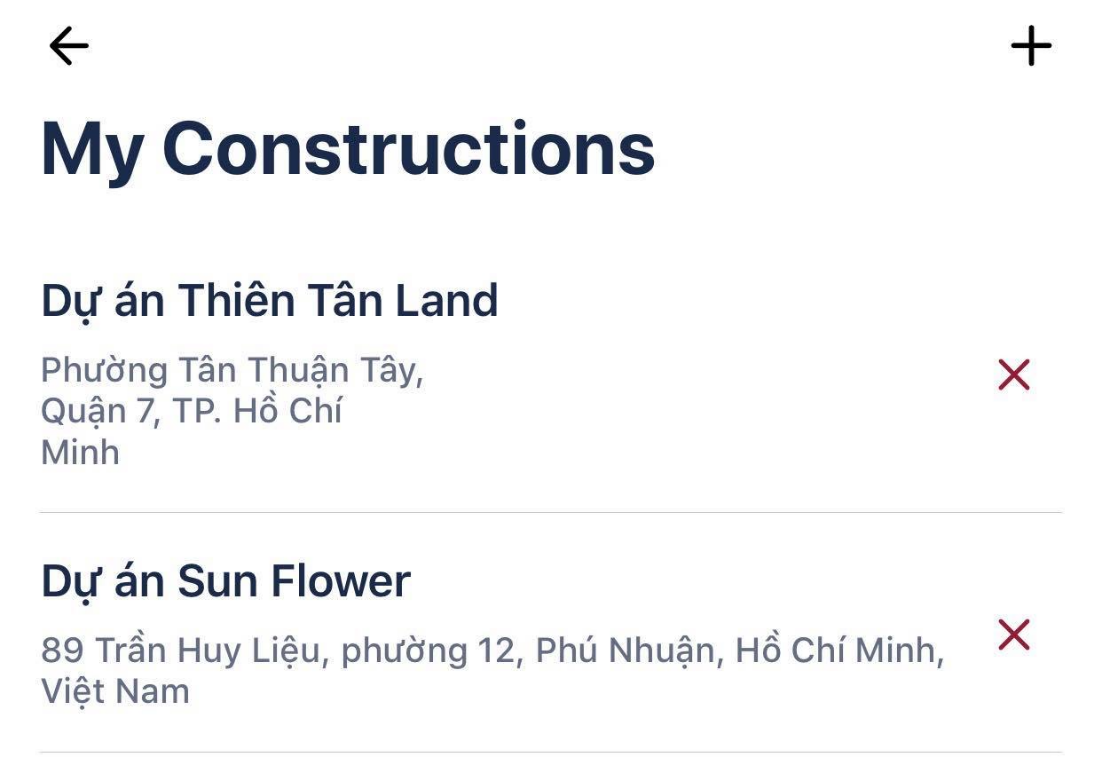 My Constructions
Dự án Thiên Tân Land
Phường Tân Thuận Tây,
Quận 7, TP. Hồ Chí
Minh
Dự án Sun Flower
89 Trần Huy Liệu, phường 12, Phú Nhuận, Hồ Chí Minh,
Việt Nam